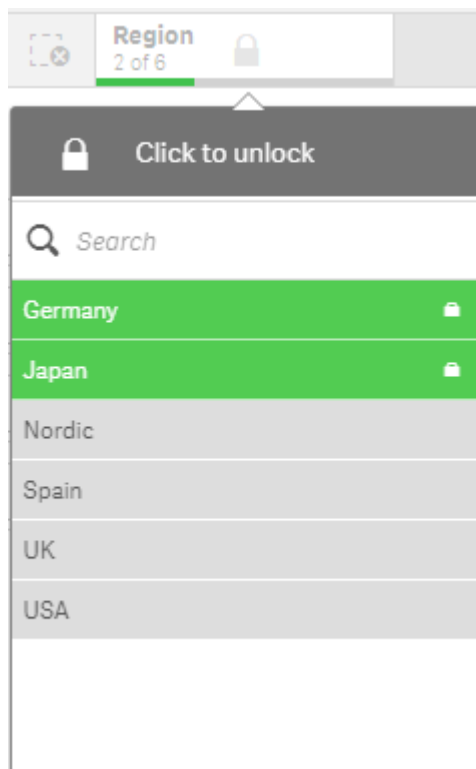 Region
2 of 6
Click to unlock
Search
Germany
Japan
Nordic
Spain
UK
USA